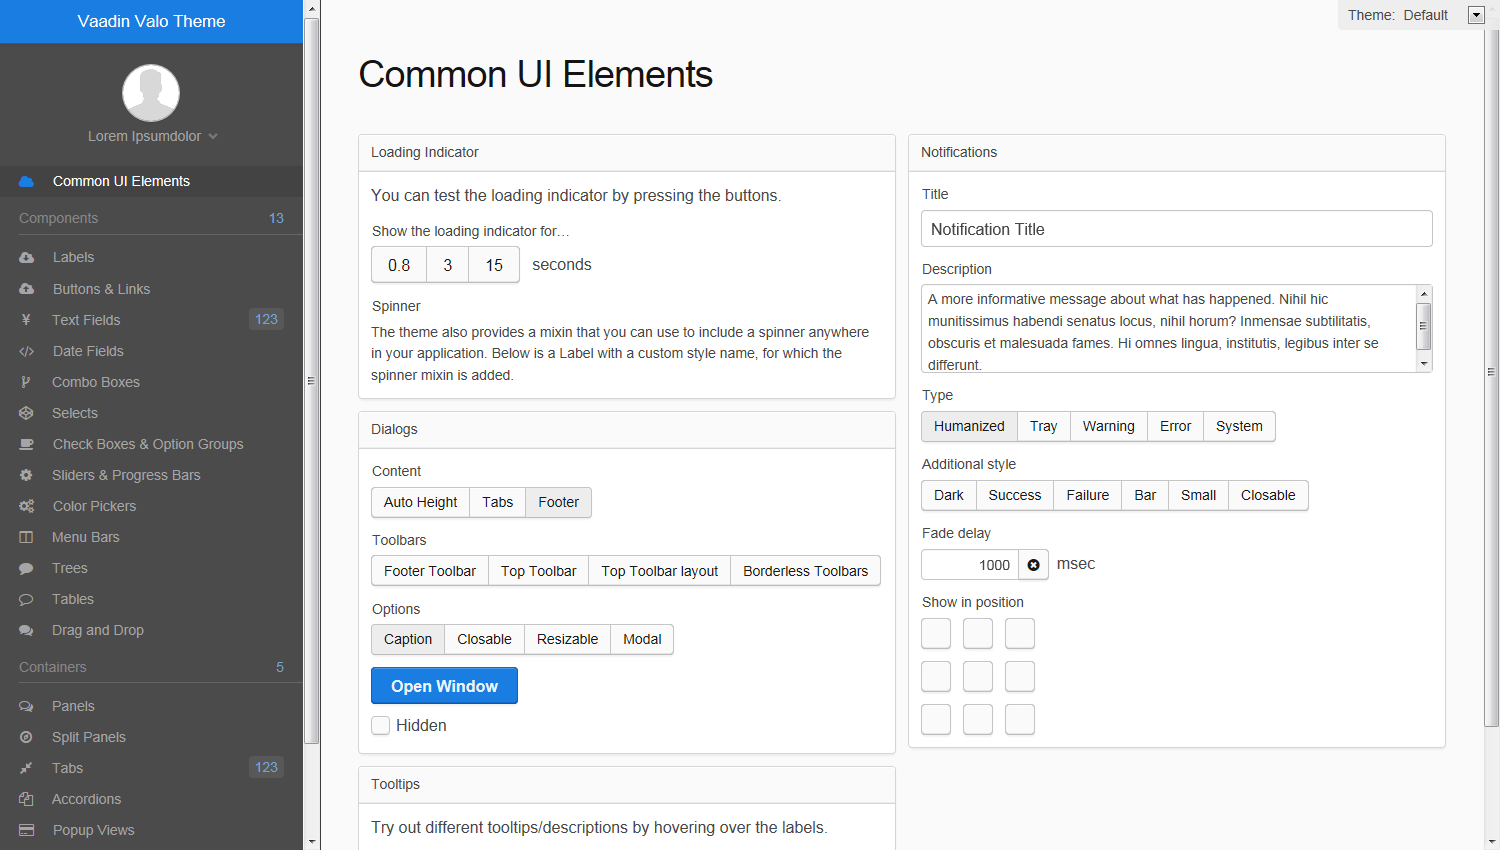 Vaadin Valo Theme
Lorem Ipsumdolor
Common UI Elements
Components 13
Labels
Buttons & Links
Text Fields 123
Date Fields
Combo Boxes
Selects
Check Boxes & Option Groups
Sliders & Progress Bars
Color Pickers
Menu Bars
Trees
Tables
Drag and Drop
Containers 5
Panels
Split Panels
Tabs 123
Accordions
Popup Views
Theme: Default
Common UI Elements
Loading Indicator
You can test the loading indicator by pressing the buttons.
Show the loading indicator for…
0.8 3 15 seconds
Spinner
The theme also provides a mixin that you can use to include a spinner anywhere
in your application. Below is a Label with a custom style name, for which the
spinner mixin is added.
Dialogs
Content
Auto Height Tabs Footer
Toolbars
Footer Toolbar Top Toolbar Top Toolbar layout Borderless Toolbars
Options
Caption Closable Resizable Modal
Open Window
Hidden
Tooltips
Try out different tooltips/descriptions by hovering over the labels.
Notifications
Title
Notification Title
Description
A more informative message about what has happened. Nihil hic
munitissimus habendi senatus locus, nihil horum? Inmensae subtilitatis,
obscuris et malesuada fames. Hi omnes lingua, institutis, legibus inter se
differunt.
Type
Humanized Tray Warning Error System
Additional style
Dark Success Failure Bar Small Closable
Fade delay
1000 msec
Show in position